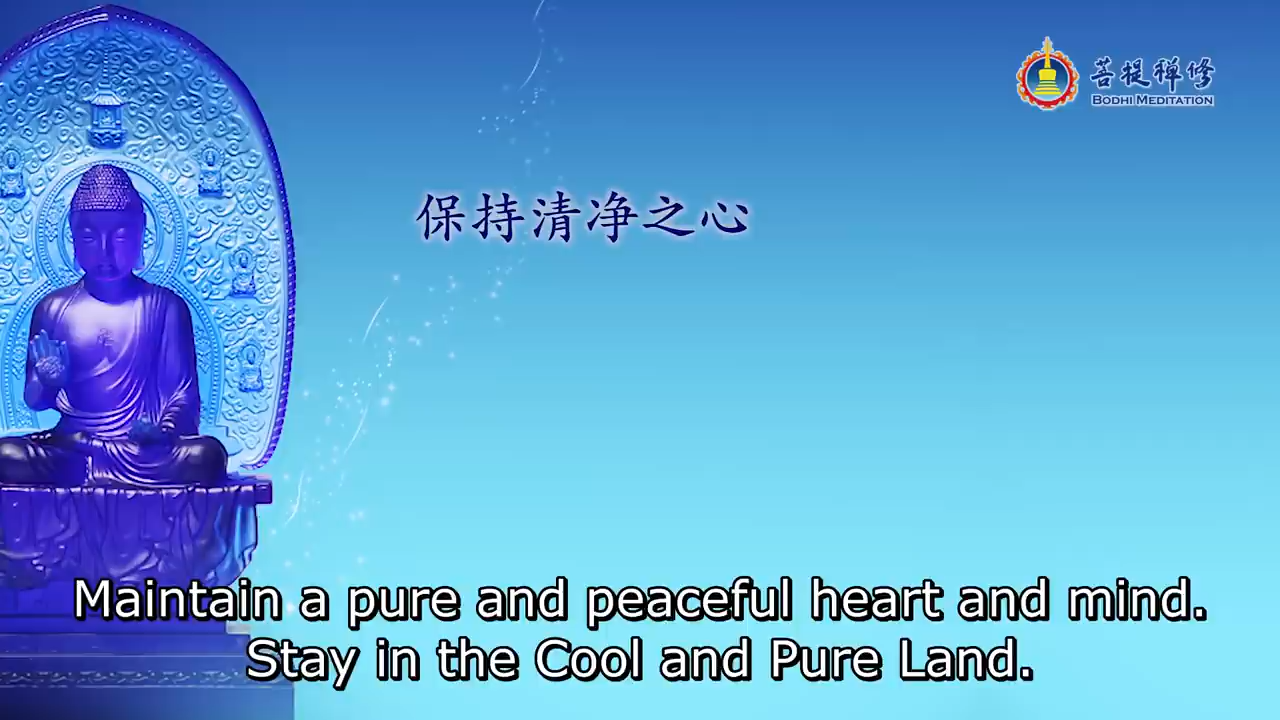 菩提禅修
BODHI MEDITATION
保持清净之心
Maintain a pure and peaceful heart and mind.
Stay in the Cool and Pure Land.